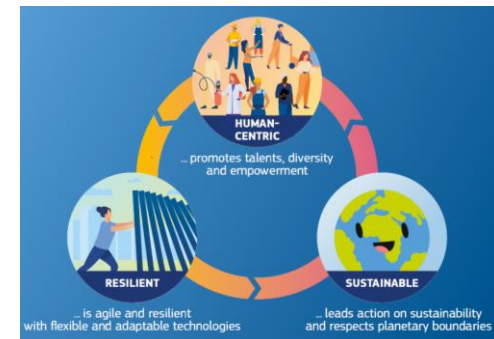 HUMAN-
CENTRIC
... promotes talents, diversity
and empowerment
RESILIENT
... is agile and resilient
with flexible and adaptable technologies
SUSTAINABLE
... leads action on sustainability
and respects planetary boundaries